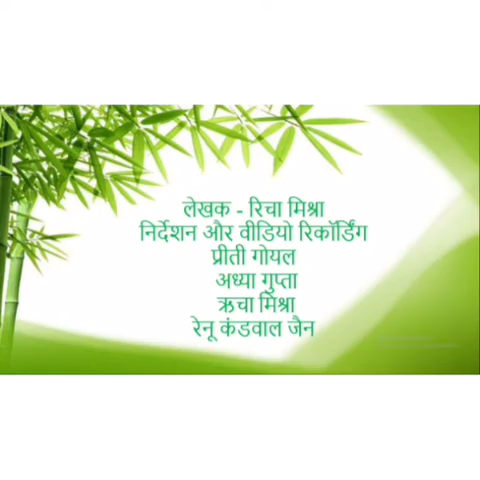 लेखक - रिचा मिश्रा
निर्देशन और वीडियो रिकॉर्डिंग
प्रीती गोयल
अध्या गुप्ता
ऋचा मिश्रा
रेनू कंडवाल जैन